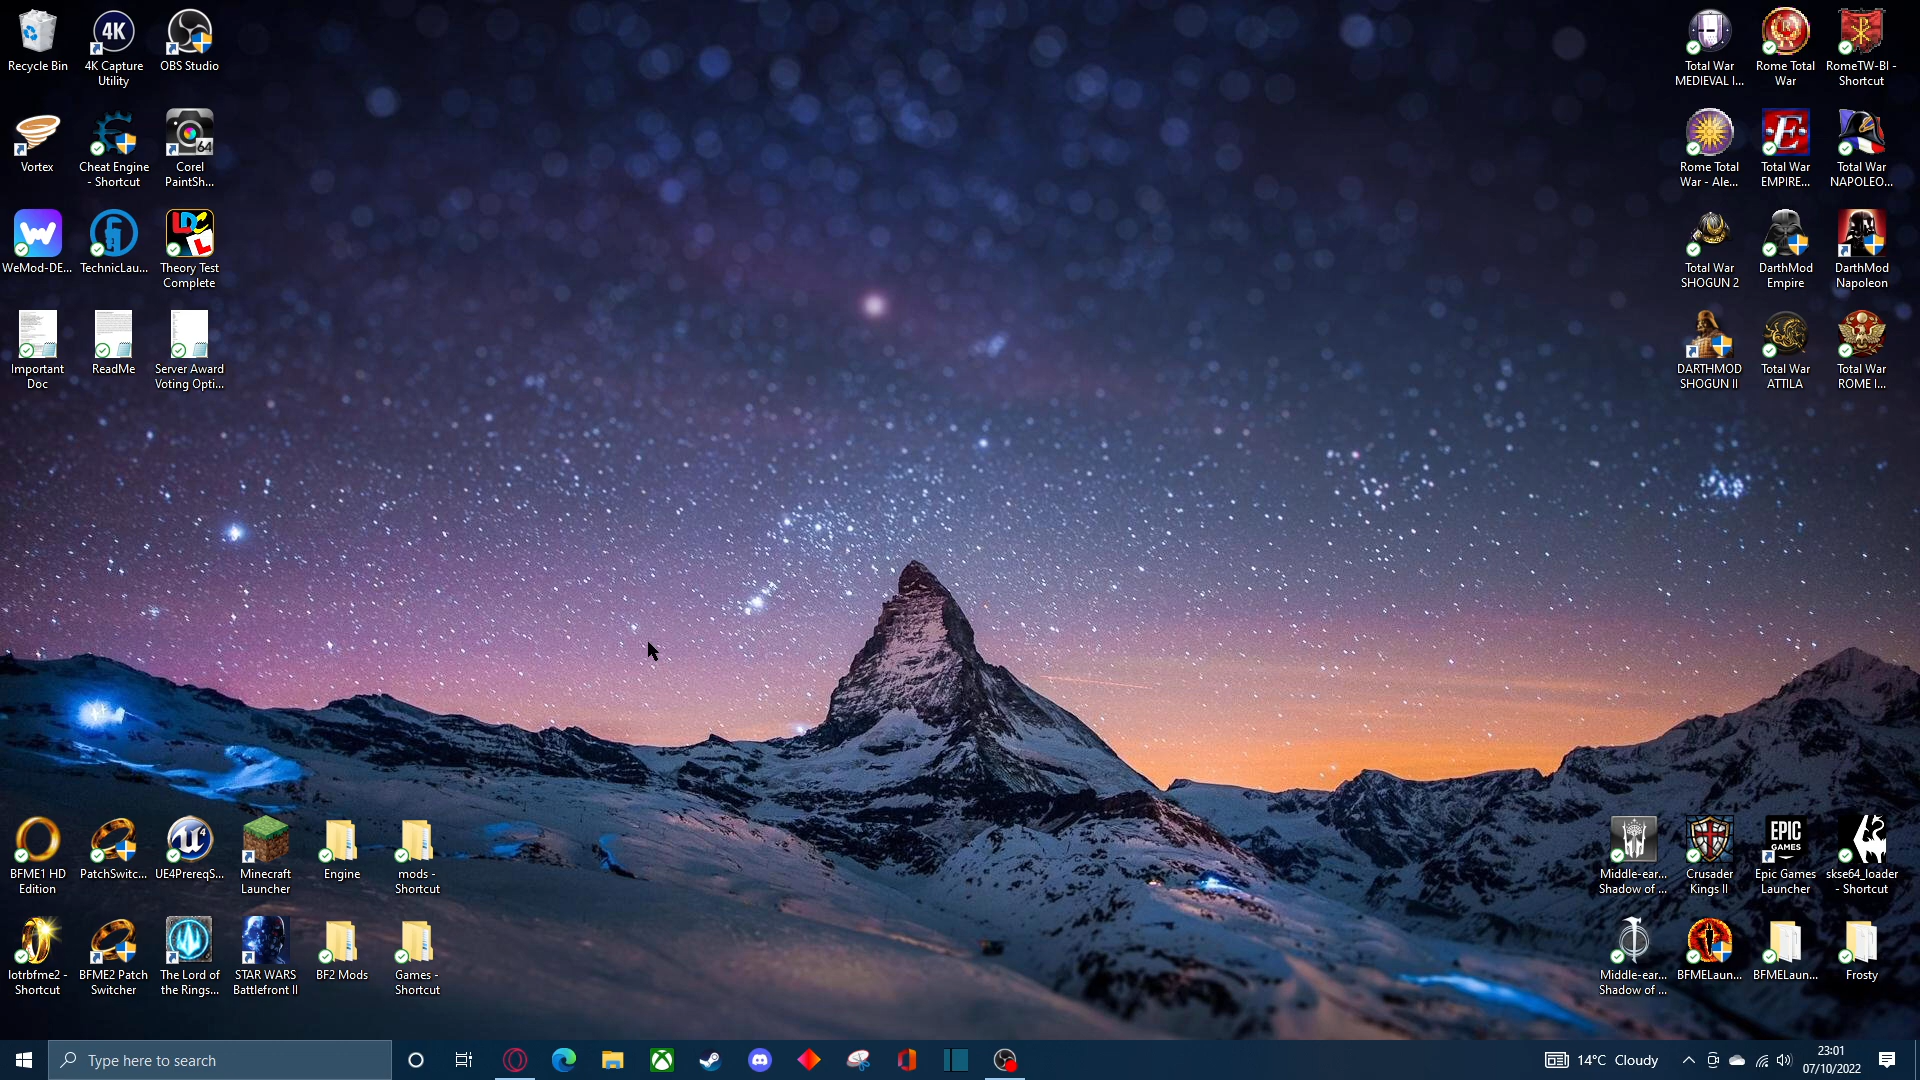 Recycle Bin
4K
4K Capture
Utility
OBS Studio
Vortex
Cheat Engine
- Shortcut
64
Corel
PaintSh...
WeMod-DE...
TechnicLau...
LDC
L
Theory Test
Complete
Important
Doc
ReadMe
Server Award
Voting Opti...
Total War
MEDIEVAL I...
R
Rome Total
War
RomeTW-BI -
Shortcut
Rome Total
War - Ale...
E
Total War
EMPIRE...
Total War
NAPOLEO...
Total War
SHOGUN 2
DarthMod
Empire
DarthMod
Napoleon
DARTHMOD
SHOGUN II
Total War
ATTILA
Total War
ROME I...
BFME1 HD
Edition
PatchSwitc...
4
UE4PrereqS...
Minecraft
Launcher
Engine
mods -
Shortcut
lotrbfme2 -
Shortcut
BFME2 Patch
Switcher
The Lord of
the Rings...
STAR WARS
Battlefront II
BF2 Mods
Games -
Shortcut
Middle-ear...
Shadow of ...
Crusader
Kings II
EPIC
GAMES
Epic Games
Launcher
skse64_loader
- Shortcut
Middle-ear...
Shadow of ...
BFMELaun...
BFMELaun...
Frosty
Type here to search
14°C Cloudy
23:01
07/10/2022